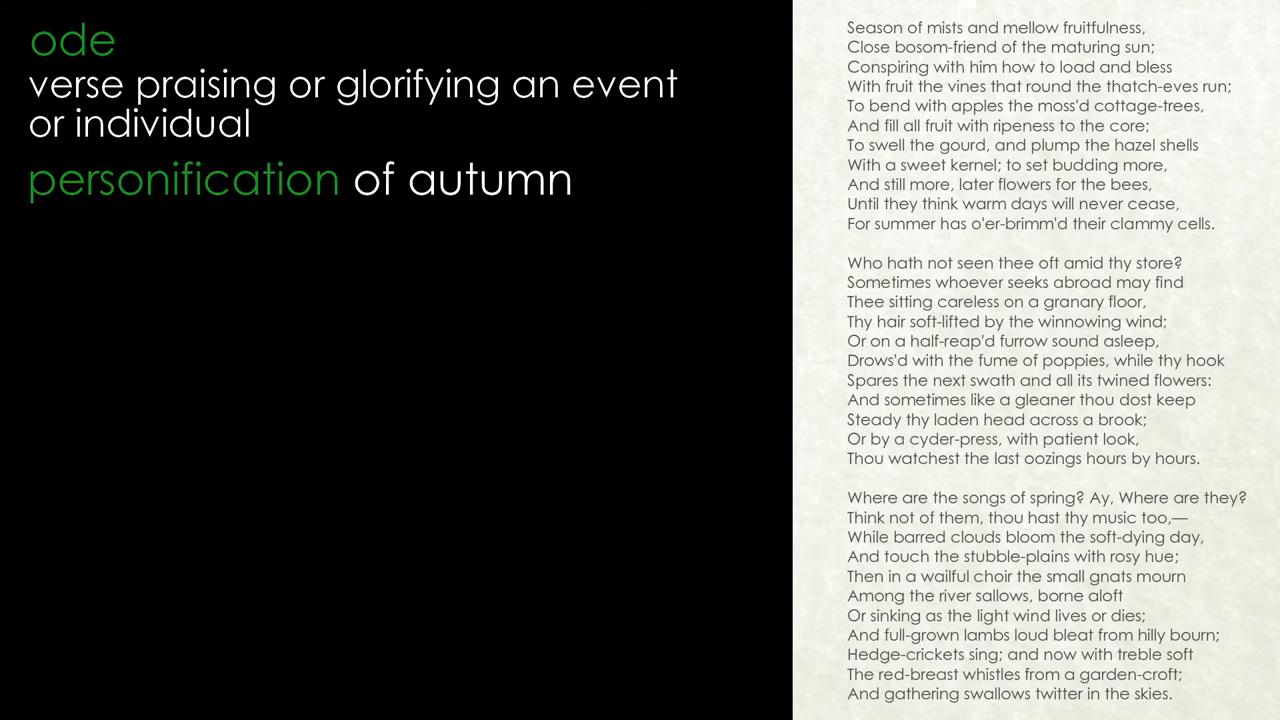 ode
verse praising or glorifying an event
or individual
personification of autumn
Season of mists and mellow fruitfulness,
Close bosom-friend of the maturing sun;
Conspiring with him how to load and bless
With fruit the vines that round the thatch-eves run;
To bend with apples the moss'd cottage-trees,
And fill all fruit with ripeness to the core;
To swell the gourd, and plump the hazel shells
With a sweet kernel; to set budding more,
And still more, later flowers for the bees,
Until they think warm days will never cease,
For summer has o'er-brimm'd their clammy cells.
Who hath not seen thee oft amid thy store?
Sometimes whoever seeks abroad may find
Thee sitting careless on a granary floor,
Thy hair soft-lifted by the winnowing wind;
Or on a half-reap'd furrow sound asleep,
Drows'd with the fume of poppies, while thy hook
Spares the next swath and all its twined flowers:
And sometimes like a gleaner thou dost keep
Steady thy laden head across a brook;
Or by a cyder-press, with patient look,
Thou watchest the last oozings hours by hours.
Where are the songs of spring? Ay, Where are they?
Think not of them, thou hast thy music too,—
While barred clouds bloom the soft-dying day,
And touch the stubble-plains with rosy hue;
Then in a wailful choir the small gnats mourn
Among the river sallows, borne aloft
Or sinking as the light wind lives or dies;
And full-grown lambs loud bleat from hilly bourn;
Hedge-crickets sing; and now with treble soft
The red-breast whistles from a garden-croft;
And gathering swallows twitter in the skies.